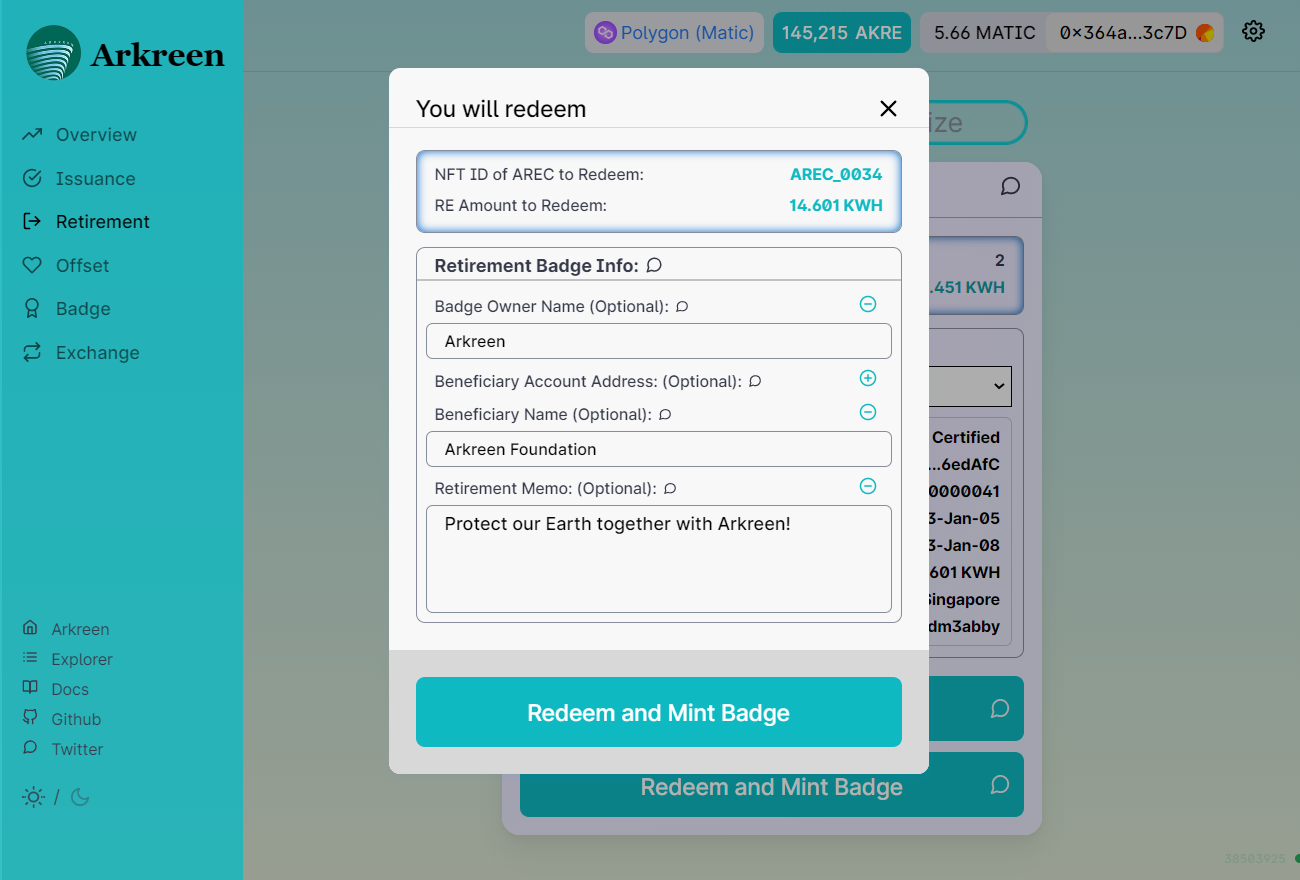 Arkreen
Polygon (Matic)
145,215 AKRE
5.66 MATIC
0×364a...3c7D
Overview
Issuance
Retirement
Offset
Badge
Exchange
Arkreen
Explorer
Docs
Github
Twitter
/
You will redeem
NFT ID of AREC to Redeem: AREC_0034
RE Amount to Redeem: 14.601 KWH
Retirement Badge Info:
Badge Owner Name (Optional):
Arkreen
Beneficiary Account Address: (Optional):
Beneficiary Name (Optional):
Arkreen Foundation
Retirement Memo: (Optional):
Protect our Earth together with Arkreen!
Redeem and Mint Badge
ize
2
.451 KWH
Certified
...6edAfC
0000041
3-Jan-05
3-Jan-08
601 KWH
Singapore
dm3abby
Redeem and Mint Badge
38503925